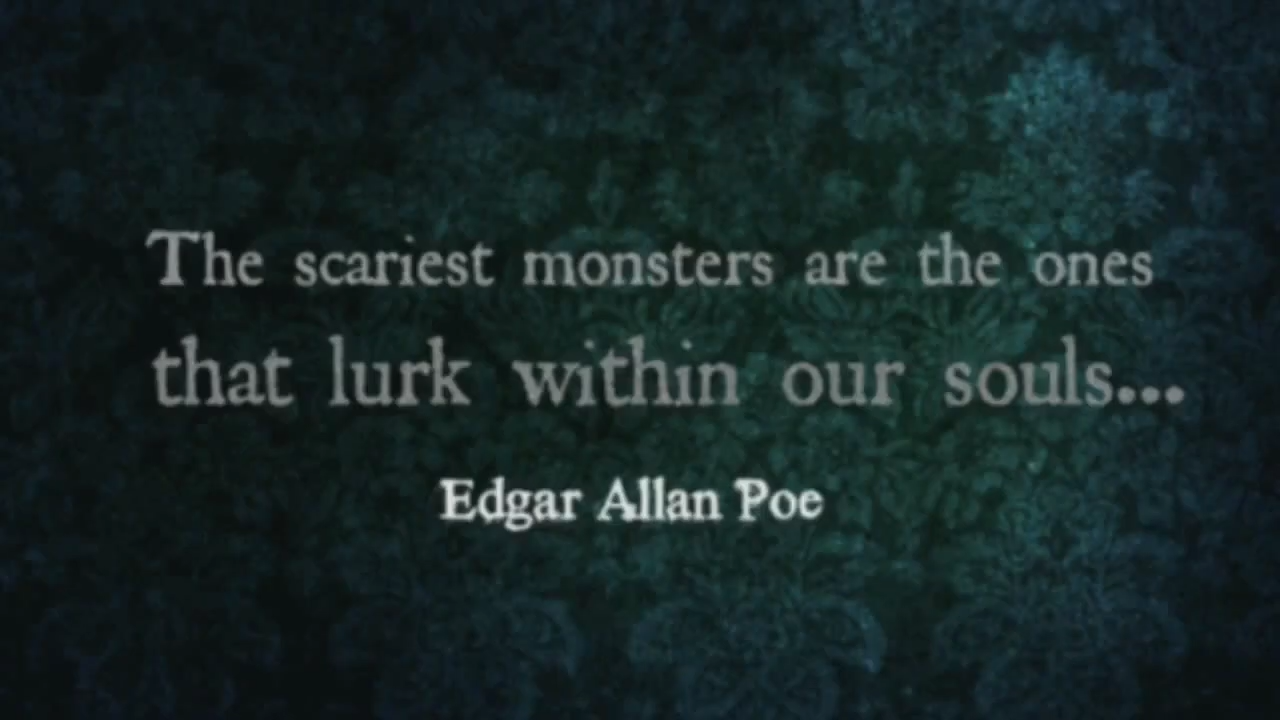 The scariest monsters are the ones
that lurk within our souls...
Edgar Allan Poe